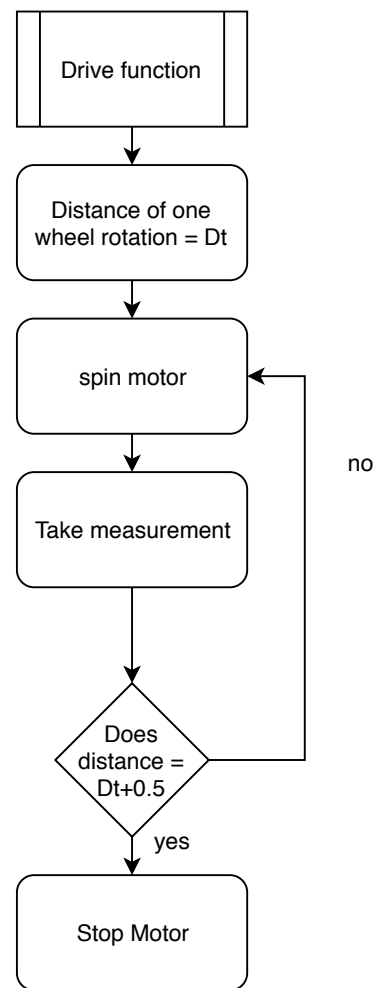 Drive function
Distance of one
wheel rotation = Dt
spin motor
no
Take measurement
Does
distance =
Dt+0.5
yes
Stop Motor